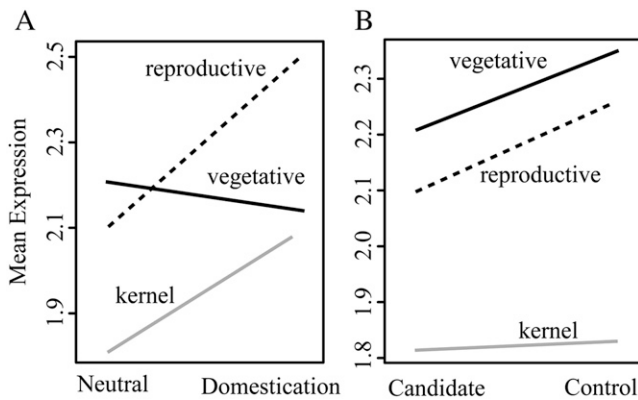 A
Mean Expression
2.5
2.3
2.1
1.9
reproductive
vegetative
kernel
Neutral Domestication
B
2.3
2.2
2.1
2.0
1.9
1.8
vegetative
reproductive
kernel
Candidate Control